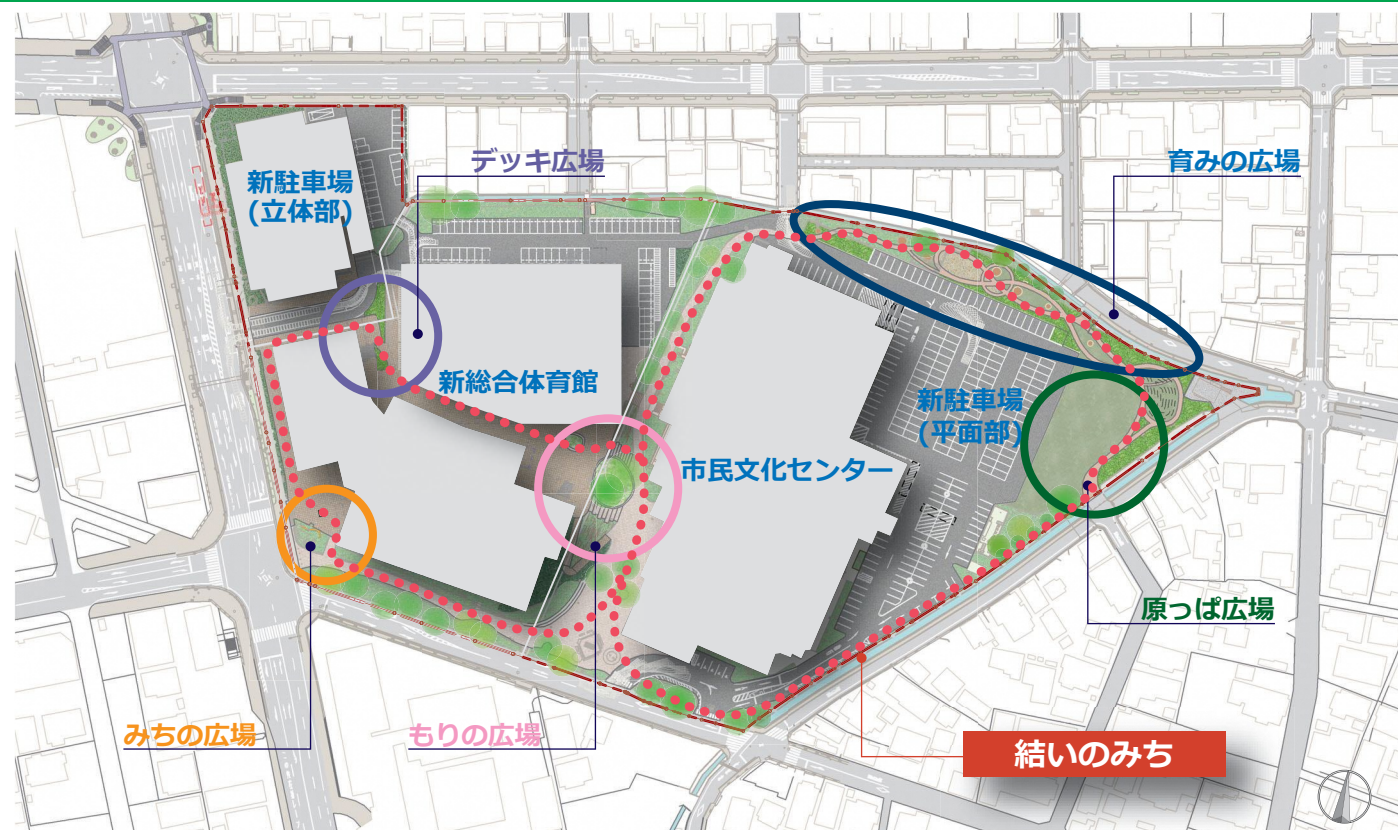 デッキ広場
育みの広場
新駐車場
(立体部)
新総合体育館
新駐車場
(平面部)
市民文化センター
原っぱ広場
みちの広場
もりの広場
結いのみち